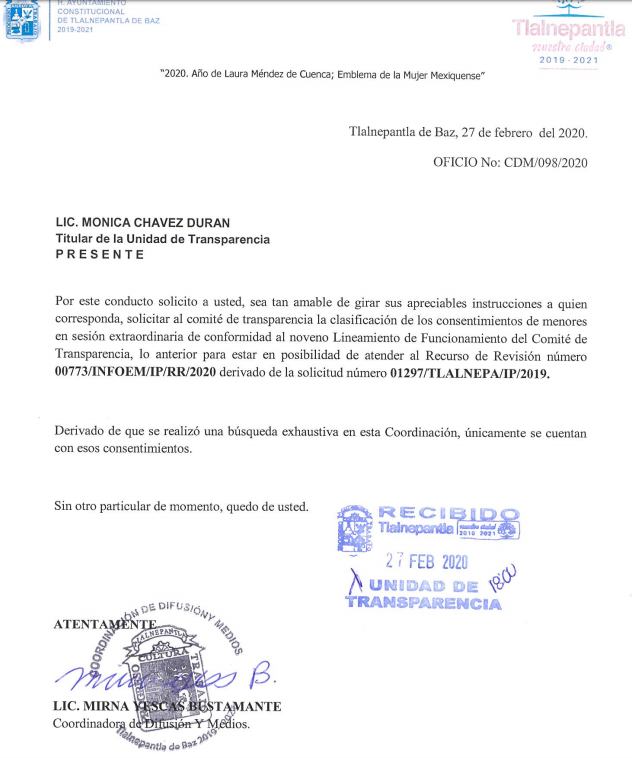 H. AYUNTAMIENTO
CONSTITUCIONAL
DE TLALNEPANTLA DE BAZ
2019-2021
Tlalnepantla
nuestra ciudad®
2019 - 2021
“2020. Año de Laura Méndez de Cuenca; Emblema de la Mujer Mexiquense”
Tlalnepantla de Baz, 27 de febrero del 2020.
OFICIO No: CDM/098/2020
LIC. MONICA CHAVEZ DURAN
Titular de la Unidad de Transparencia
P R E S E N T E
Por este conducto solicito a usted, sea tan amable de girar sus apreciables instrucciones a quien
corresponda, solicitar al comité de transparencia la clasificación de los consentimientos de menores
en sesión extraordinaria de conformidad al noveno Lineamiento de Funcionamiento del Comité de
Transparencia, lo anterior para estar en posibilidad de atender al Recurso de Revisión número
00773/INFOEM/IP/RR/2020 derivado de la solicitud número 01297/TLALNEPA/IP/2019.
Derivado de que se realizó una búsqueda exhaustiva en esta Coordinación, únicamente se cuentan
con esos consentimientos.
Sin otro particular de momento, quedo de usted.
RECIBIDO
Tlalnepantla
nuestra ciudad
2019 2021
27 FEB 2020
UNIDAD DE
TRANSPARENCIA
COORDINACIÓN DE DIFUSIÓN Y MEDIOS
TLALNEPANTLA
CULTURA
TRABAJO
ATENTAMENTE
LIC. MIRNA YESCAS BUSTAMANTE
Coordinadora de Difusión Y Medios.
Tlalnepantla de Baz 2019